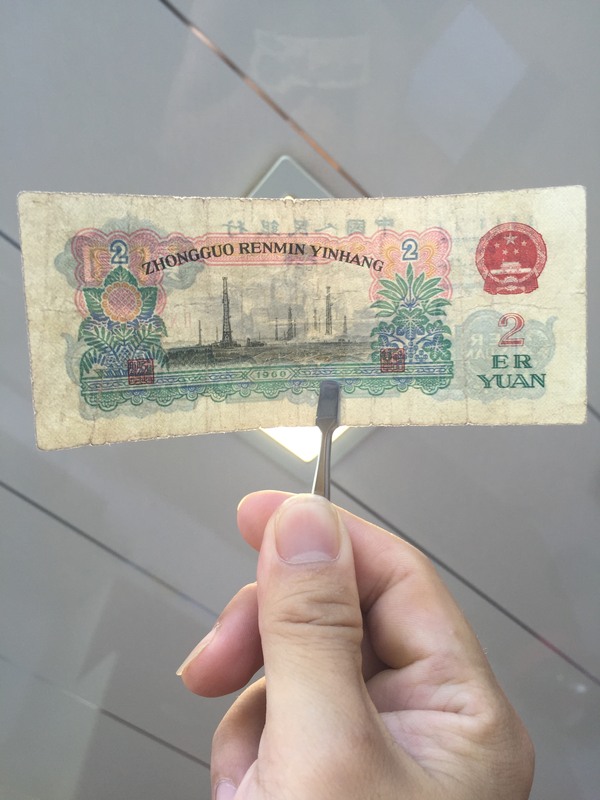 2
2
ZHONGGUO RENMIN YINHANG
1960
2
ER
YUAN